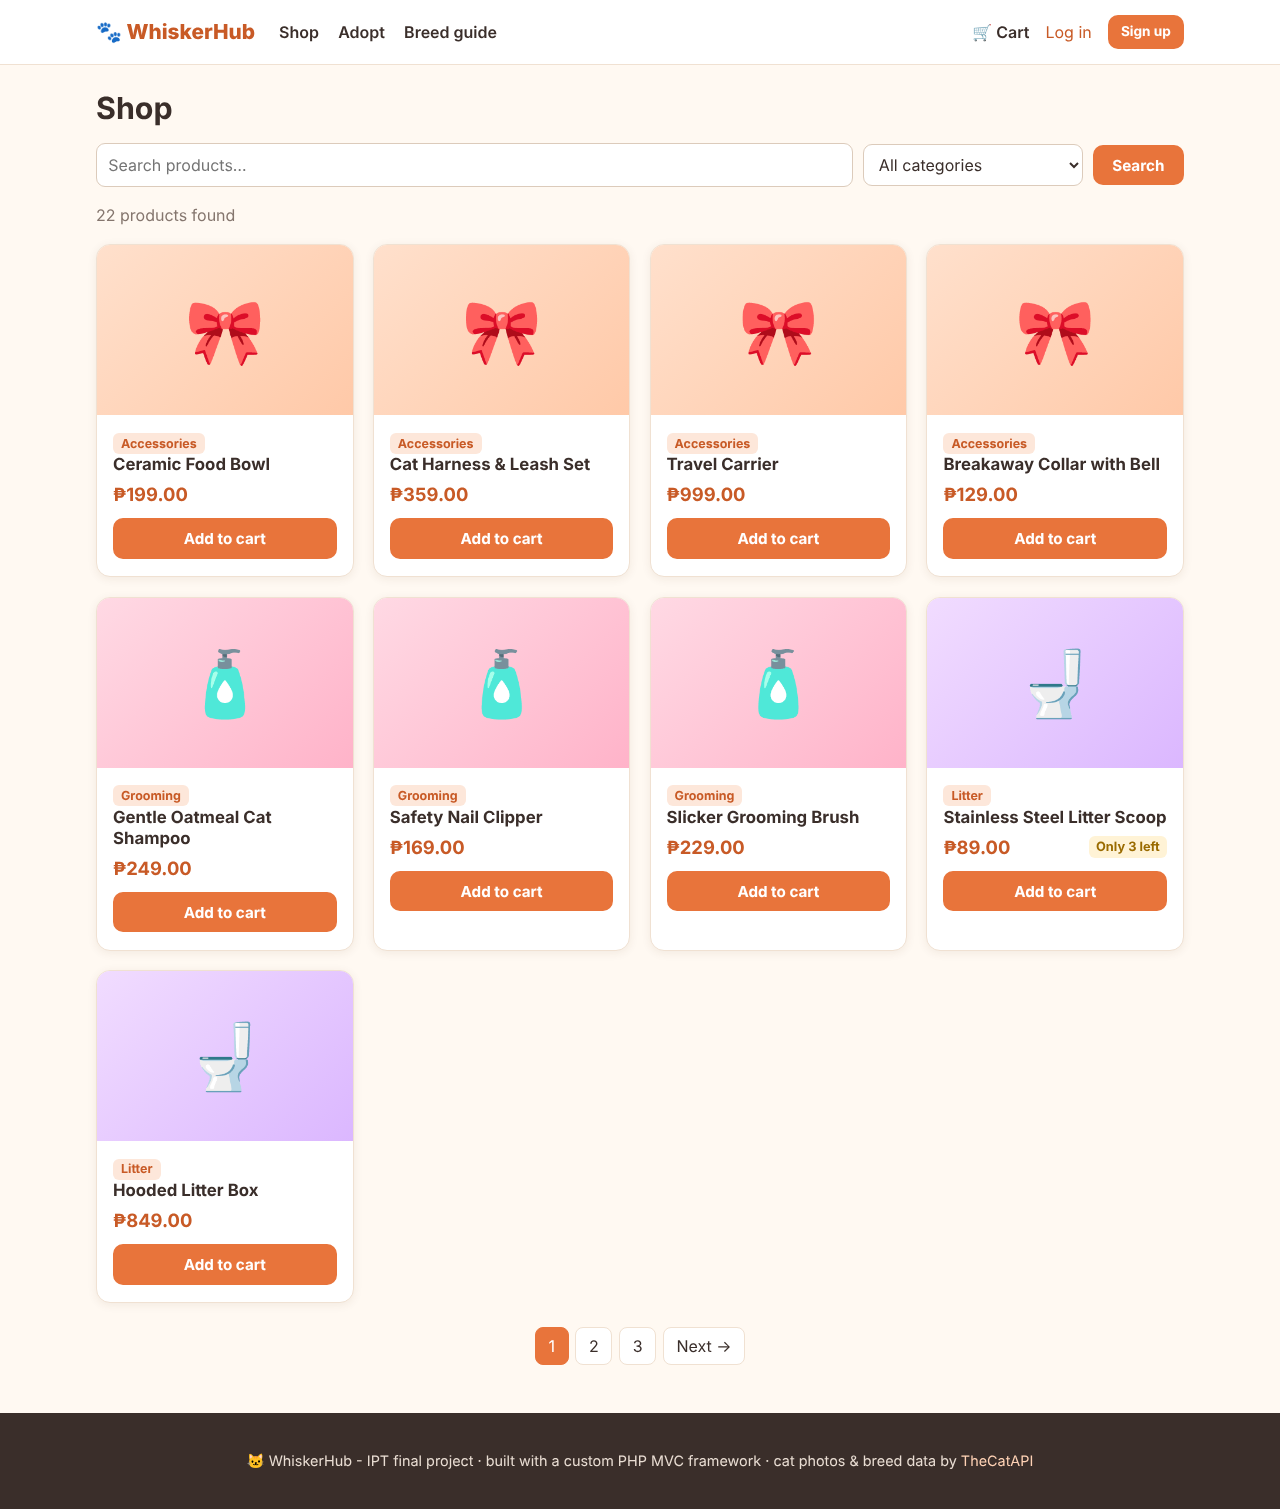 🐾 WhiskerHub Shop Adopt Breed guide 🛒 Cart Log in Sign up
Shop
Search products... All categories Search
22 products found
Accessories Accessories Accessories Accessories
Ceramic Food Bowl Cat Harness & Leash Set Travel Carrier Breakaway Collar with Bell
₱199.00 ₱359.00 ₱999.00 ₱129.00
Add to cart Add to cart Add to cart Add to cart
Grooming Grooming Grooming Litter
Gentle Oatmeal Cat Safety Nail Clipper Slicker Grooming Brush Stainless Steel Litter Scoop
Shampoo ₱169.00 ₱229.00 ₱89.00 Only 3 left
₱249.00
Add to cart Add to cart Add to cart Add to cart
Litter
Hooded Litter Box
₱849.00
Add to cart
1 2 3 Next →
🐱 WhiskerHub - IPT final project · built with a custom PHP MVC framework · cat photos & breed data by TheCatAPI